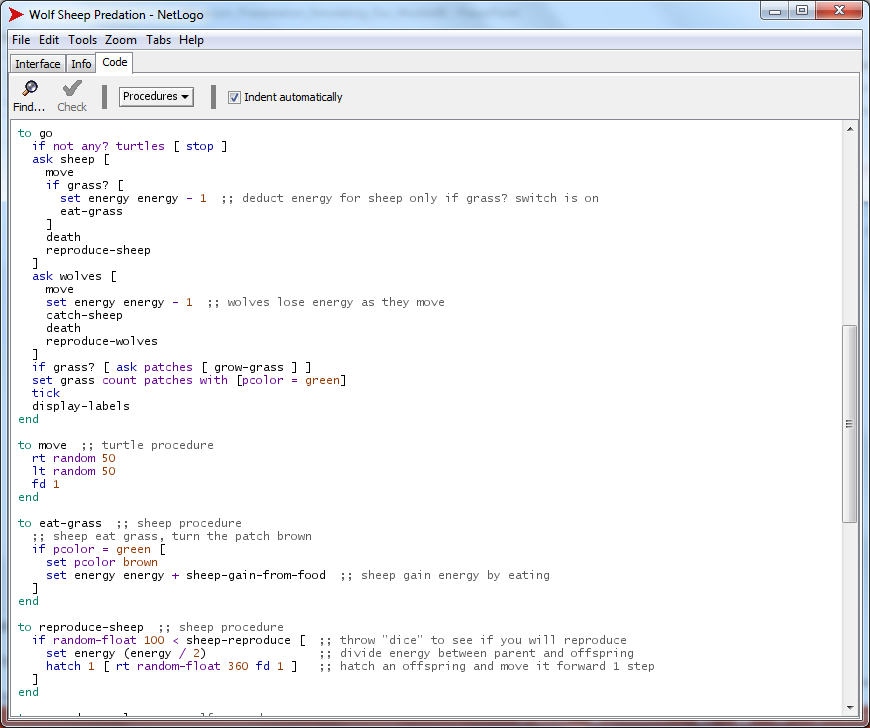 Wolf Sheep Predation - NetLogo
File Edit Tools Zoom Tabs Help
Interface Info Code
Find... Check Procedures Indent automatically
to go
  if not any? turtles [ stop ]
  ask sheep [
    move
    if grass? [
      set energy energy - 1  ;; deduct energy for sheep only if grass? switch is on
      eat-grass
    ]
    death
    reproduce-sheep
  ]
  ask wolves [
    move
    set energy energy - 1  ;; wolves lose energy as they move
    catch-sheep
    death
    reproduce-wolves
  ]
  if grass? [ ask patches [ grow-grass ] ]
  set grass count patches with [pcolor = green]
  tick
  display-labels
end
to move  ;; turtle procedure
  rt random 50
  lt random 50
  fd 1
end
to eat-grass  ;; sheep procedure
  ;; sheep eat grass, turn the patch brown
  if pcolor = green [
    set pcolor brown
    set energy energy + sheep-gain-from-food  ;; sheep gain energy by eating
  ]
end
to reproduce-sheep  ;; sheep procedure
  if random-float 100 < sheep-reproduce [  ;; throw "dice" to see if you will reproduce
    set energy (energy / 2)                ;; divide energy between parent and offspring
    hatch 1 [ rt random-float 360 fd 1 ]   ;; hatch an offspring and move it forward 1 step
  ]
end